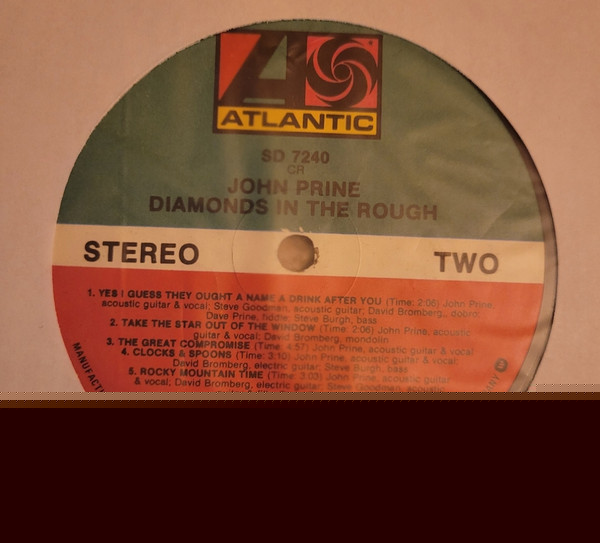 ATLANTIC
SD 7240
CR
JOHN PRINE
DIAMONDS IN THE ROUGH
STEREO TWO
1. YES I GUESS THEY OUGHT A NAME A DRINK AFTER YOU (Time: 2:06) John Prine,
acoustic guitar & vocal; Steve Goodman, acoustic guitar; David Bromberg, dobro;
Dave Prine, fiddle; Steve Burgh, bass
2. TAKE THE STAR OUT OF THE WINDOW (Time: 2:06) John Prine, acoustic
guitar & vocal; David Bromberg, mandolin
3. THE GREAT COMPROMISE (Time: 4:57) John Prine, acoustic guitar & vocal
4. CLOCKS & SPOONS (Time: 3:10) John Prine, acoustic guitar & vocal;
David Bromberg, electric guitar; Steve Burgh, bass
5. ROCKY MOUNTAIN TIME (Time: 3:03) John Prine, acoustic guitar
& vocal; David Bromberg, electric guitar; Steve Goodman, acoustic